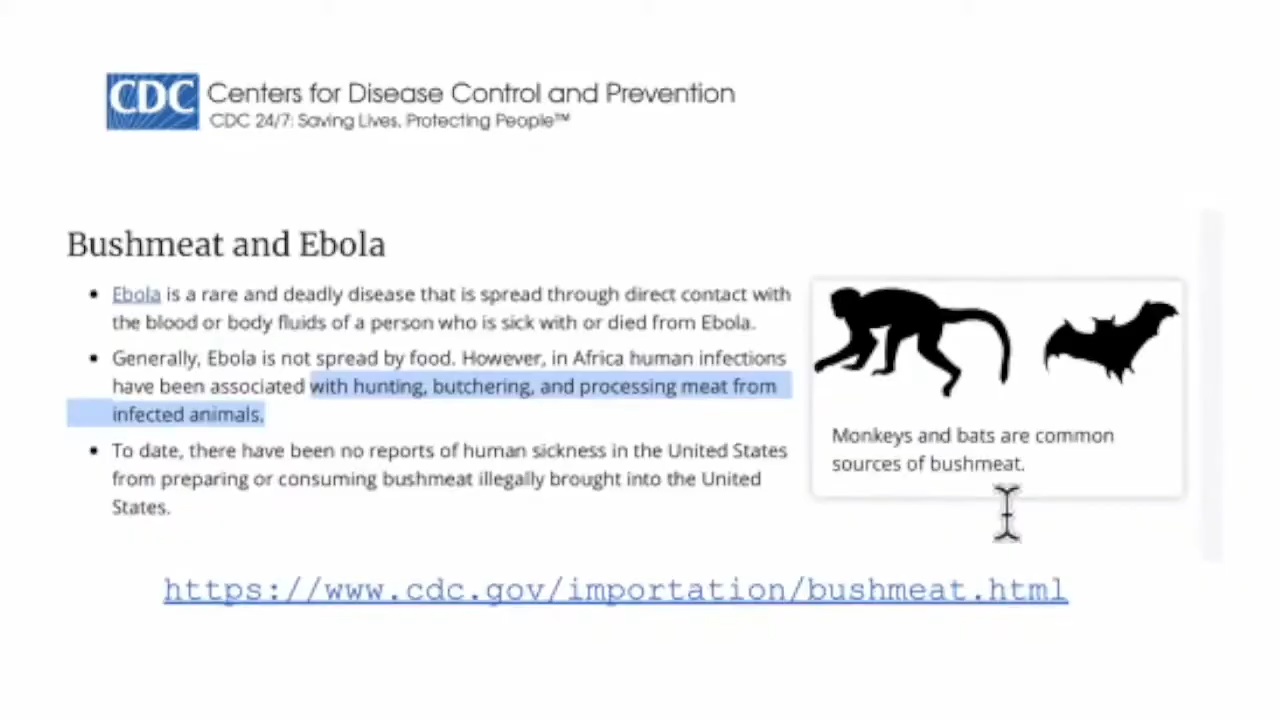 CDC Centers for Disease Control and Prevention
CDC 24/7: Saving Lives, Protecting People™
Bushmeat and Ebola
• Ebola is a rare and deadly disease that is spread through direct contact with
the blood or body fluids of a person who is sick with or died from Ebola.
• Generally, Ebola is not spread by food. However, in Africa human infections
have been associated with hunting, butchering, and processing meat from
infected animals.
• To date, there have been no reports of human sickness in the United States
from preparing or consuming bushmeat illegally brought into the United
States.
Monkeys and bats are common
sources of bushmeat.
https://www.cdc.gov/importation/bushmeat.html